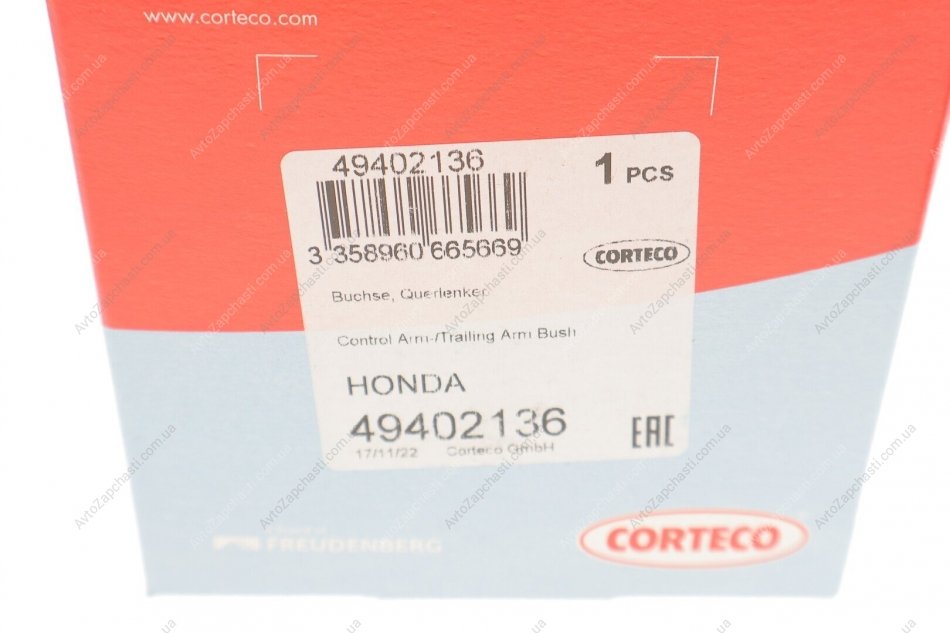 www.corteco.com
49402136
1 PCS
3 358960 665669
CORTECO
Buchse, Querlenker
Control Arm-/Trailing Arm Bush
HONDA
49402136
EAC
17/11/22 Corteco GmbH
FREUDENBERG
CORTECO
AvtoZapchasti.com.ua